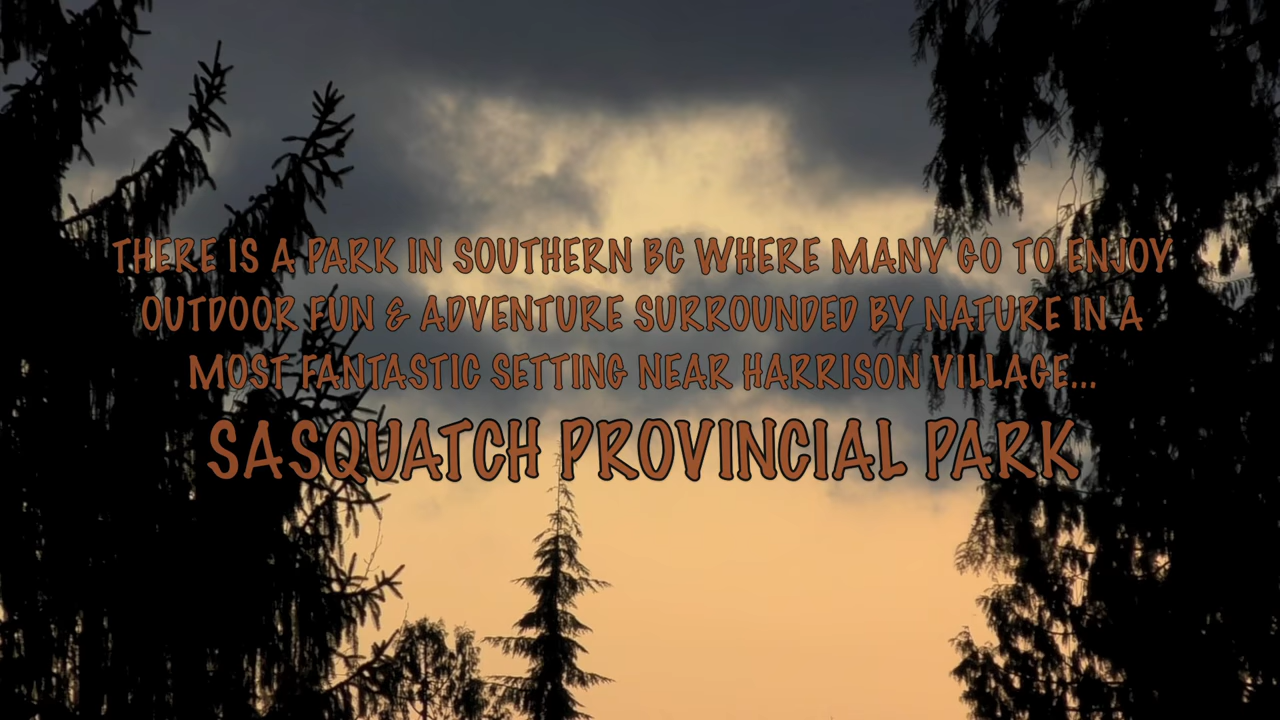 THERE IS A PARK IN SOUTHERN BC WHERE MANY GO TO ENJOY
OUTDOOR FUN & ADVENTURE SURROUNDED BY NATURE IN A
MOST FANTASTIC SETTING NEAR HARRISON VILLAGE...
SASQUATCH PROVINCIAL PARK